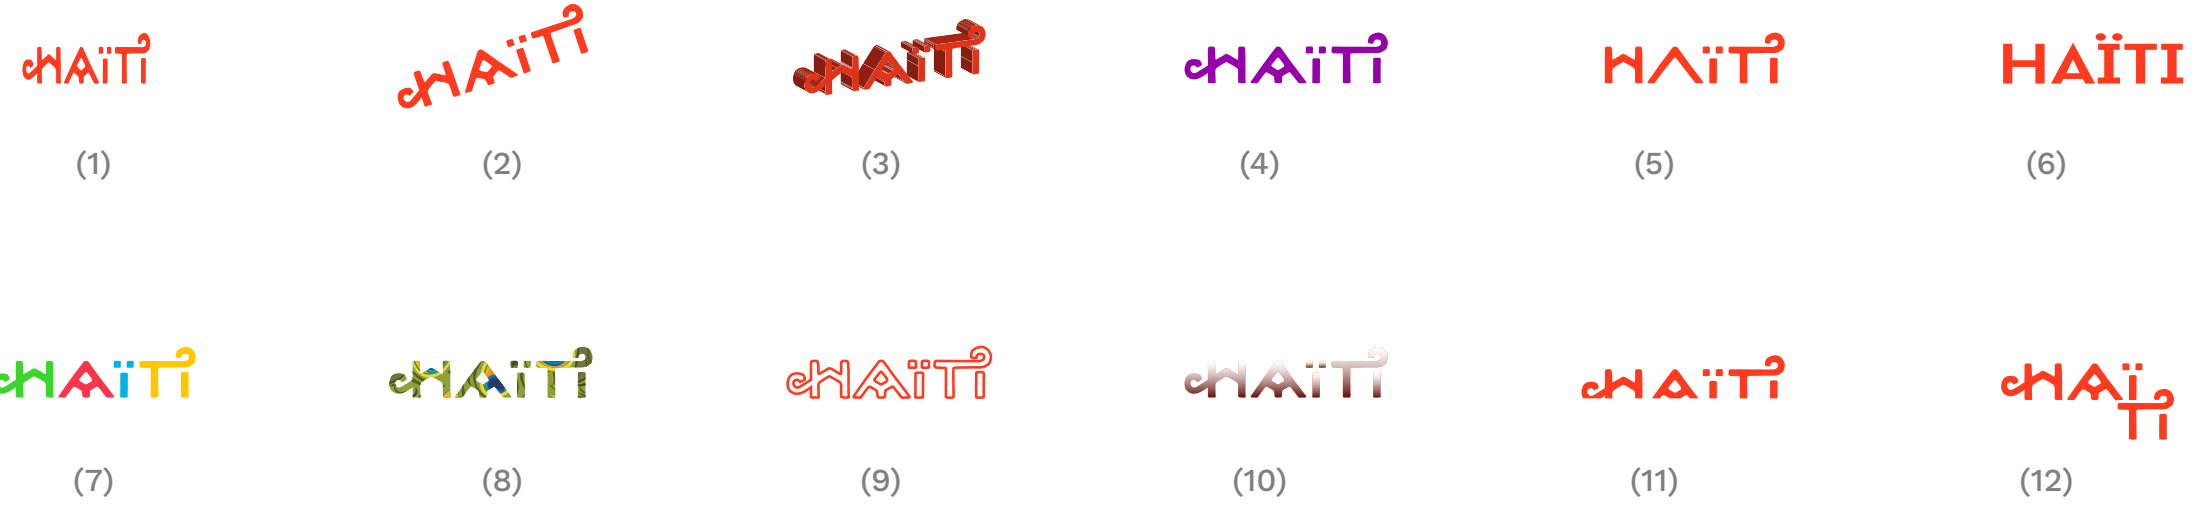 HAÏTI HAÏTI HAÏTI HAÏTI HAÏTI HAÏTI
(1) (2) (3) (4) (5) (6)
HAÏTI HAÏTI HAÏTI HAÏTI HAÏTI HAÏ
TI
(7) (8) (9) (10) (11) (12)